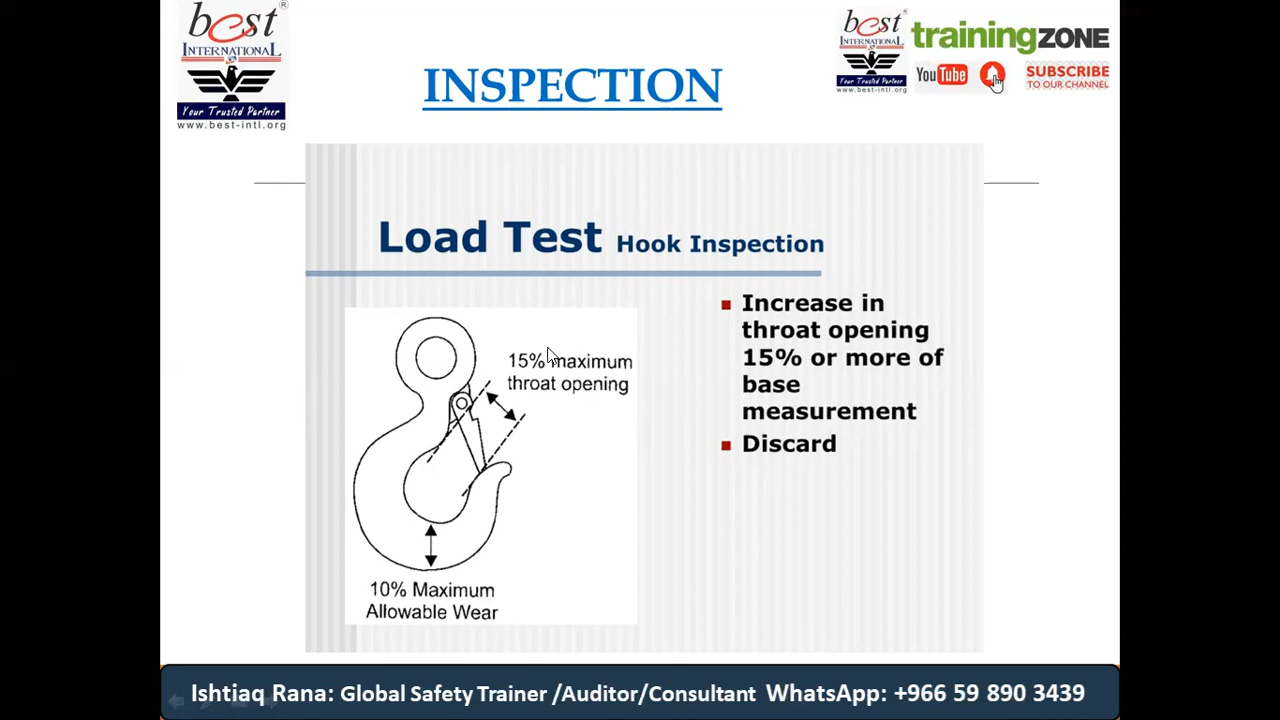 best
INTERNATIONAL
Your Trusted Partner
www.best-intl.org
INSPECTION
best
INTERNATIONAL
Your Trusted Partner
www.best-intl.org
trainingZONE
YouTube
SUBSCRIBE
TO OUR CHANNEL
Load Test Hook Inspection
15% maximum
throat opening
10% Maximum
Allowable Wear
Increase in
throat opening
15% or more of
base
measurement
Discard
Ishtiaq Rana: Global Safety Trainer /Auditor/Consultant WhatsApp: +966 59 890 3439